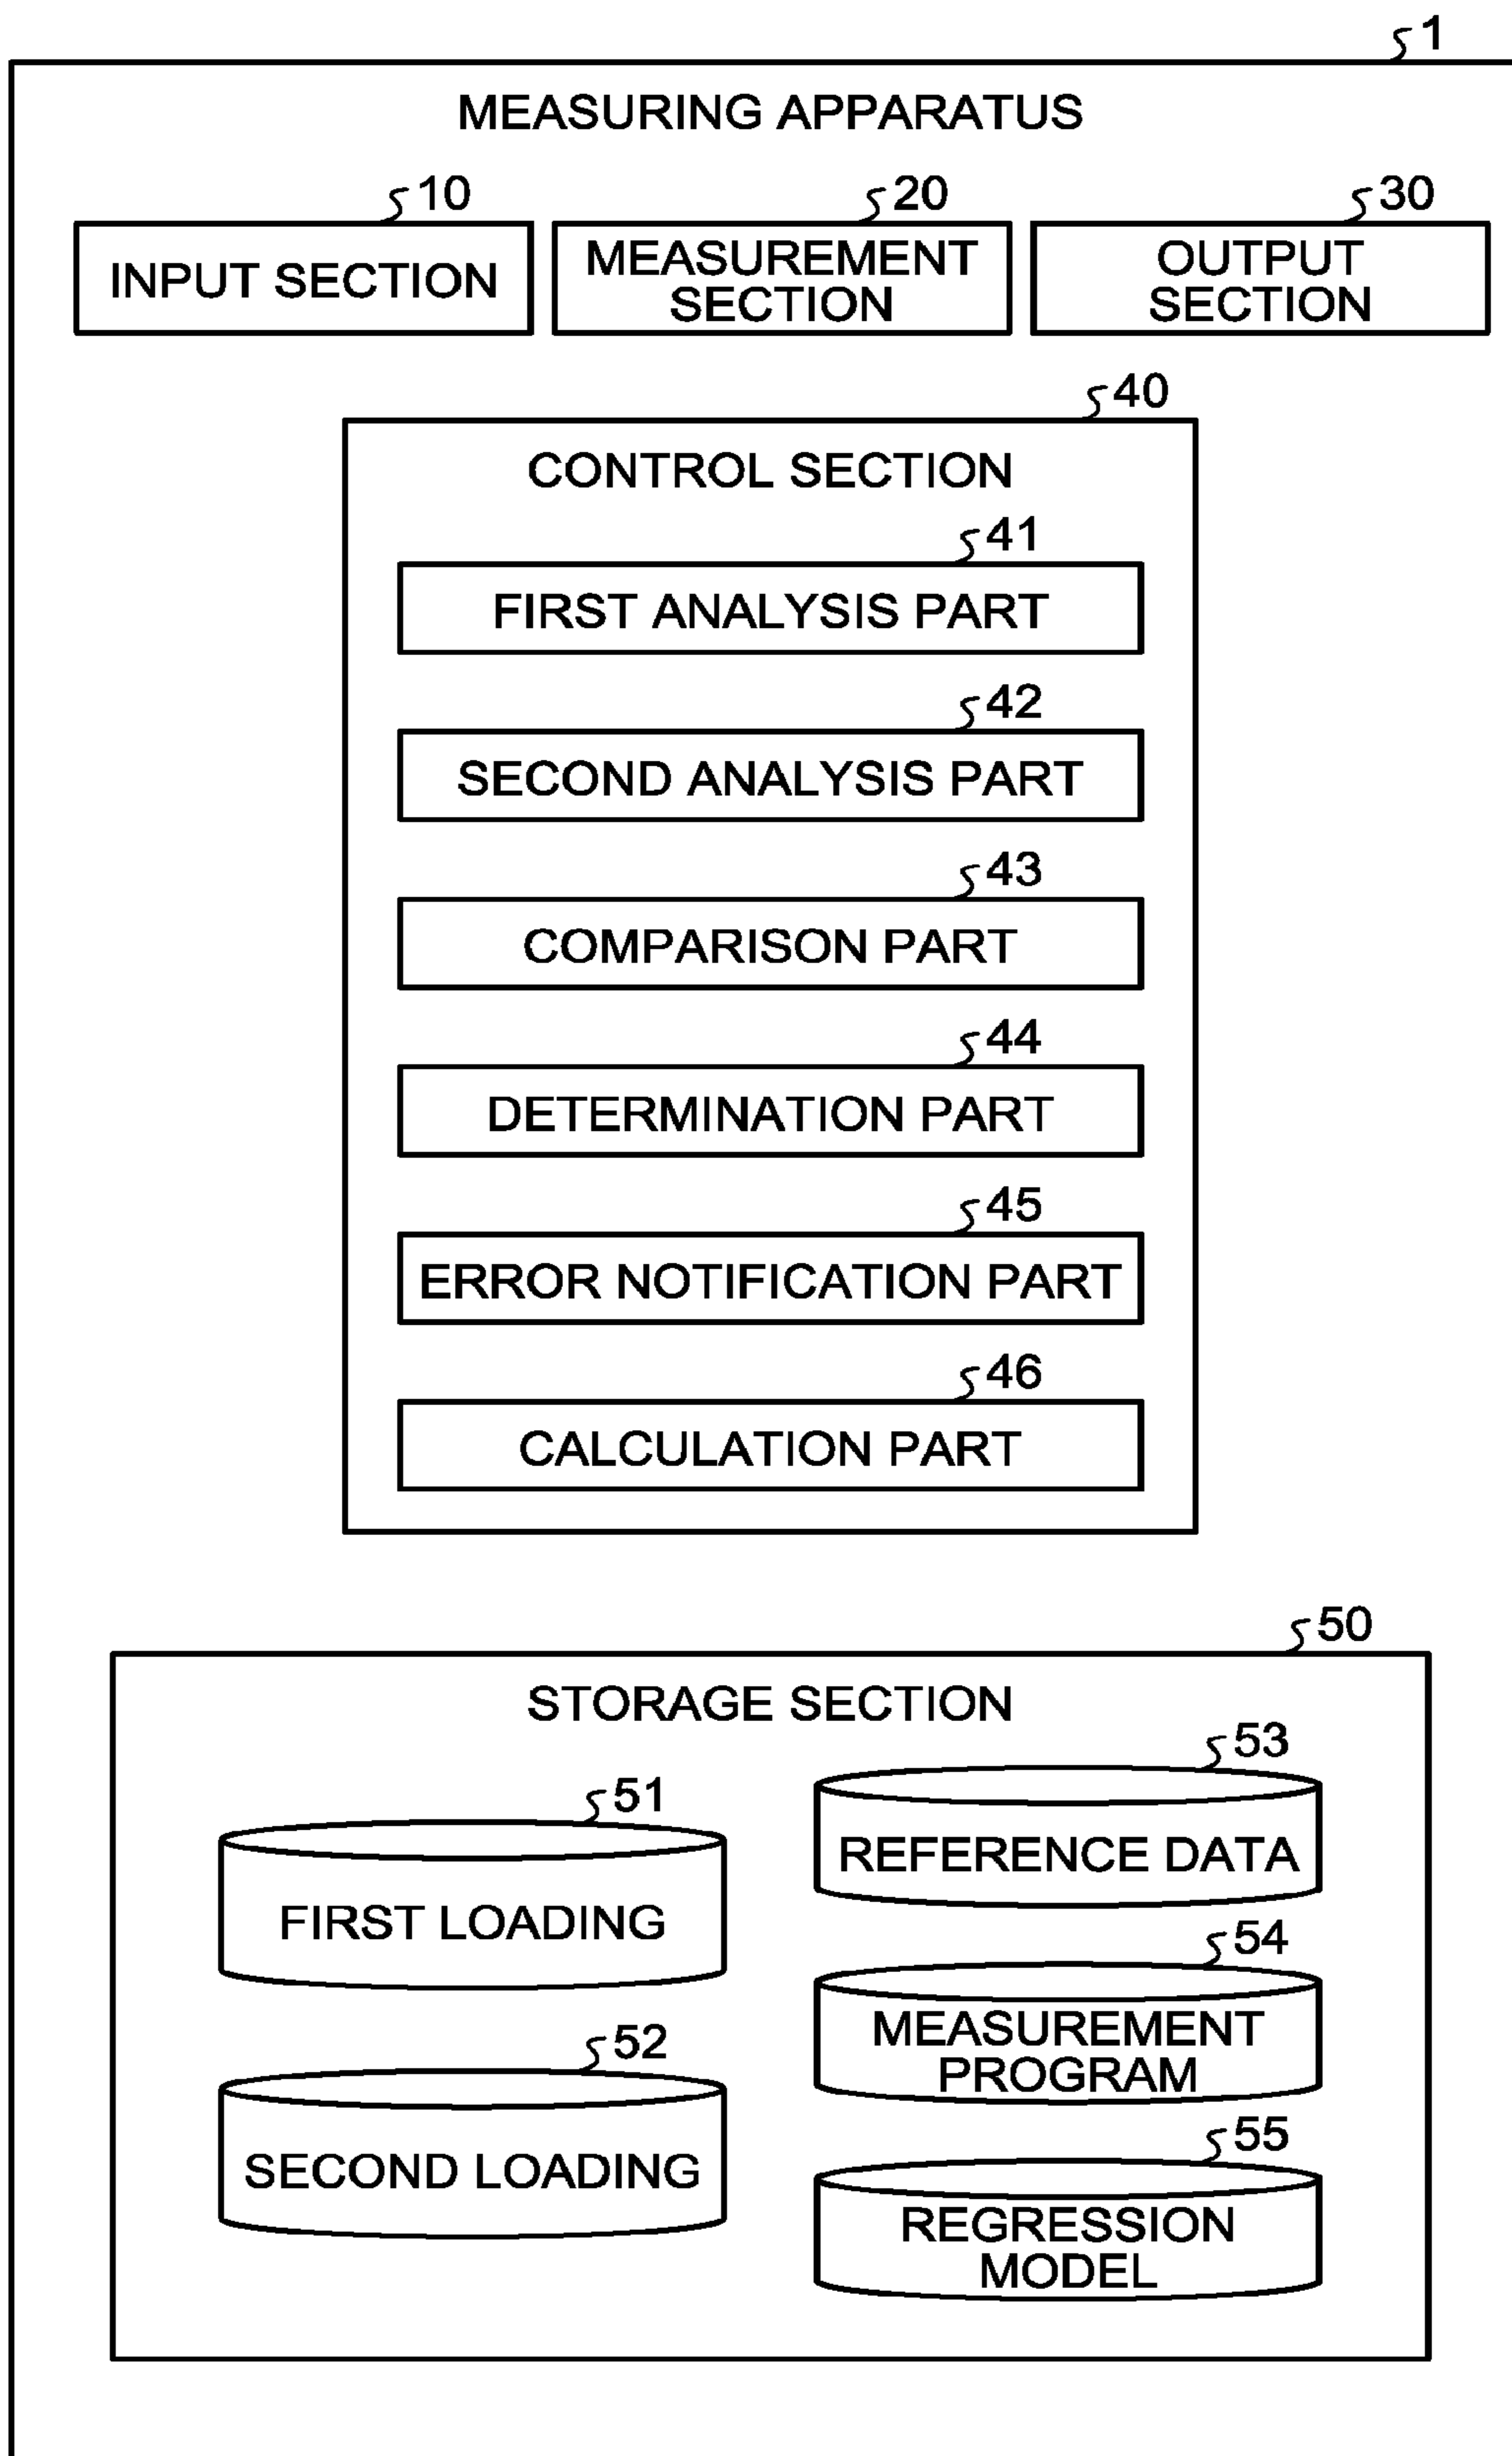 1
MEASURING APPARATUS
10
INPUT SECTION
20
MEASUREMENT
SECTION
30
OUTPUT
SECTION
40
CONTROL SECTION
41
FIRST ANALYSIS PART
42
SECOND ANALYSIS PART
43
COMPARISON PART
44
DETERMINATION PART
45
ERROR NOTIFICATION PART
46
CALCULATION PART
50
STORAGE SECTION
51
FIRST LOADING
52
SECOND LOADING
53
REFERENCE DATA
54
MEASUREMENT
PROGRAM
55
REGRESSION
MODEL